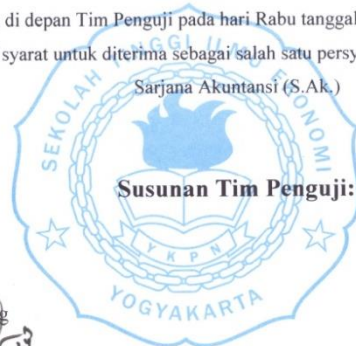 di depan Tim Penguji pada hari Rabu tanggal
syarat untuk diterima sebagai salah satu persy
Sarjana Akuntansi (S.Ak.)
SEKOLAH TINGGI ILMU EKONOMI
Susunan Tim Penguji:
Y K P N
YOGYAKARTA